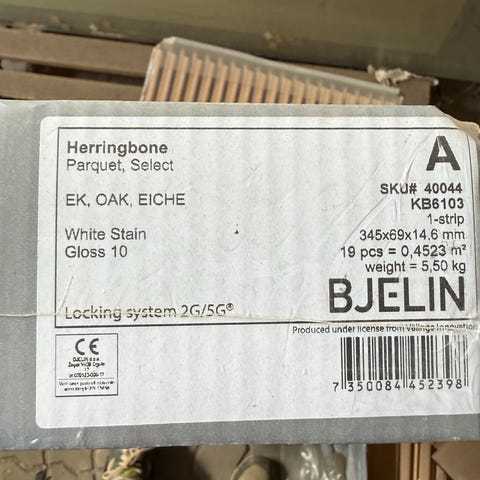 Herringbone
Parquet, Select
EK, OAK, EICHE
White Stain
Gloss 10
Locking system 2G/5G®
A
SKU# 40044
KB6103
1-strip
345x69x14,6 mm
19 pcs = 0,4523 m²
weight = 5,50 kg
BJELIN
Produced under license from Välinge Innovation
CE
BJELIN d.o.o.
7 350084 452398